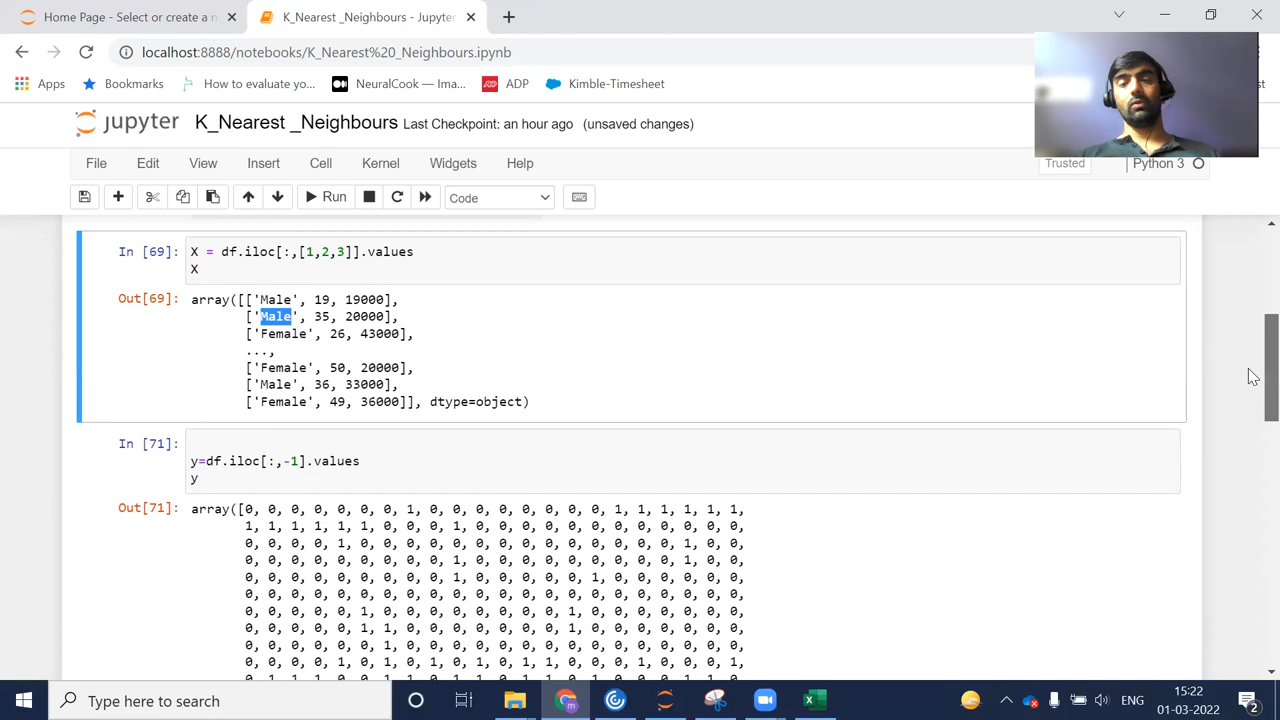 Home Page - Select or create a n
K_Nearest _Neighbours - Jupyter
localhost:8888/notebooks/K_Nearest%20_Neighbours.ipynb
Apps
Bookmarks
How to evaluate yo...
NeuralCook — Ima...
ADP
Kimble-Timesheet
jupyter K_Nearest _Neighbours Last Checkpoint: an hour ago (unsaved changes)
File Edit View Insert Cell Kernel Widgets Help
Trusted
Python 3
Run
Code
In [69]: X = df.iloc[:,[1,2,3]].values
X
Out[69]: array([['Male', 19, 19000],
['Male', 35, 20000],
['Female', 26, 43000],
...,
['Female', 50, 20000],
['Male', 36, 33000],
['Female', 49, 36000]], dtype=object)
In [71]:
y=df.iloc[:,-1].values
y
Out[71]: array([0, 0, 0, 0, 0, 0, 0, 1, 0, 0, 0, 0, 0, 0, 0, 0, 1, 1, 1, 1, 1, 1,
1, 1, 1, 1, 1, 1, 0, 0, 0, 1, 0, 0, 0, 0, 0, 0, 0, 0, 0, 0, 0, 0,
0, 0, 0, 0, 1, 0, 0, 0, 0, 0, 0, 0, 0, 0, 0, 0, 0, 0, 0, 1, 0, 0,
0, 0, 0, 0, 0, 0, 0, 0, 0, 1, 0, 0, 0, 0, 0, 0, 0, 0, 0, 1, 0, 0,
0, 0, 0, 0, 0, 0, 0, 0, 0, 1, 0, 0, 0, 0, 0, 1, 0, 0, 0, 0, 0, 0,
0, 0, 0, 0, 0, 0, 0, 0, 0, 0, 0, 0, 0, 0, 0, 0, 0, 0, 0, 0, 0, 0,
0, 0, 0, 0, 0, 1, 0, 0, 0, 0, 0, 0, 0, 0, 1, 0, 0, 0, 0, 0, 0, 0,
0, 0, 0, 0, 0, 1, 1, 0, 0, 0, 0, 0, 0, 0, 1, 0, 0, 0, 0, 0, 0, 0,
0, 0, 0, 0, 0, 0, 1, 0, 0, 0, 0, 0, 0, 0, 0, 0, 0, 0, 0, 0, 0, 0,
0, 0, 0, 0, 1, 0, 1, 0, 1, 0, 1, 0, 1, 1, 0, 0, 0, 1, 0, 0, 0, 1,
Type here to search
ENG
15:22
01-03-2022
2